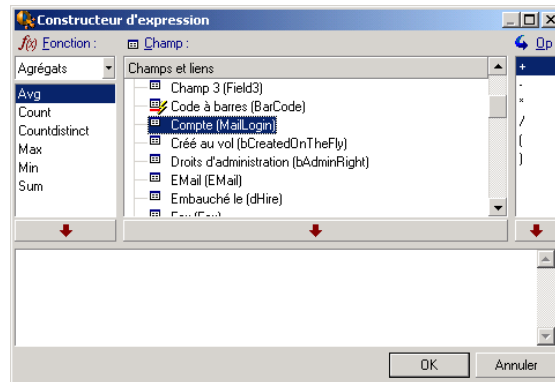 Constructeur d'expression
f(x) Fonction :
Champ :
Op
Agrégats
Champs et liens
Avg
Count
Countdistinct
Max
Min
Sum
Champ 3 (Field3)
Code à barres (BarCode)
Compte (MailLogin)
Créé au vol (bCreatedOnTheFly)
Droits d'administration (bAdminRight)
EMail (EMail)
Embauché le (dHire)
+
-
*
/
(
)
OK
Annuler